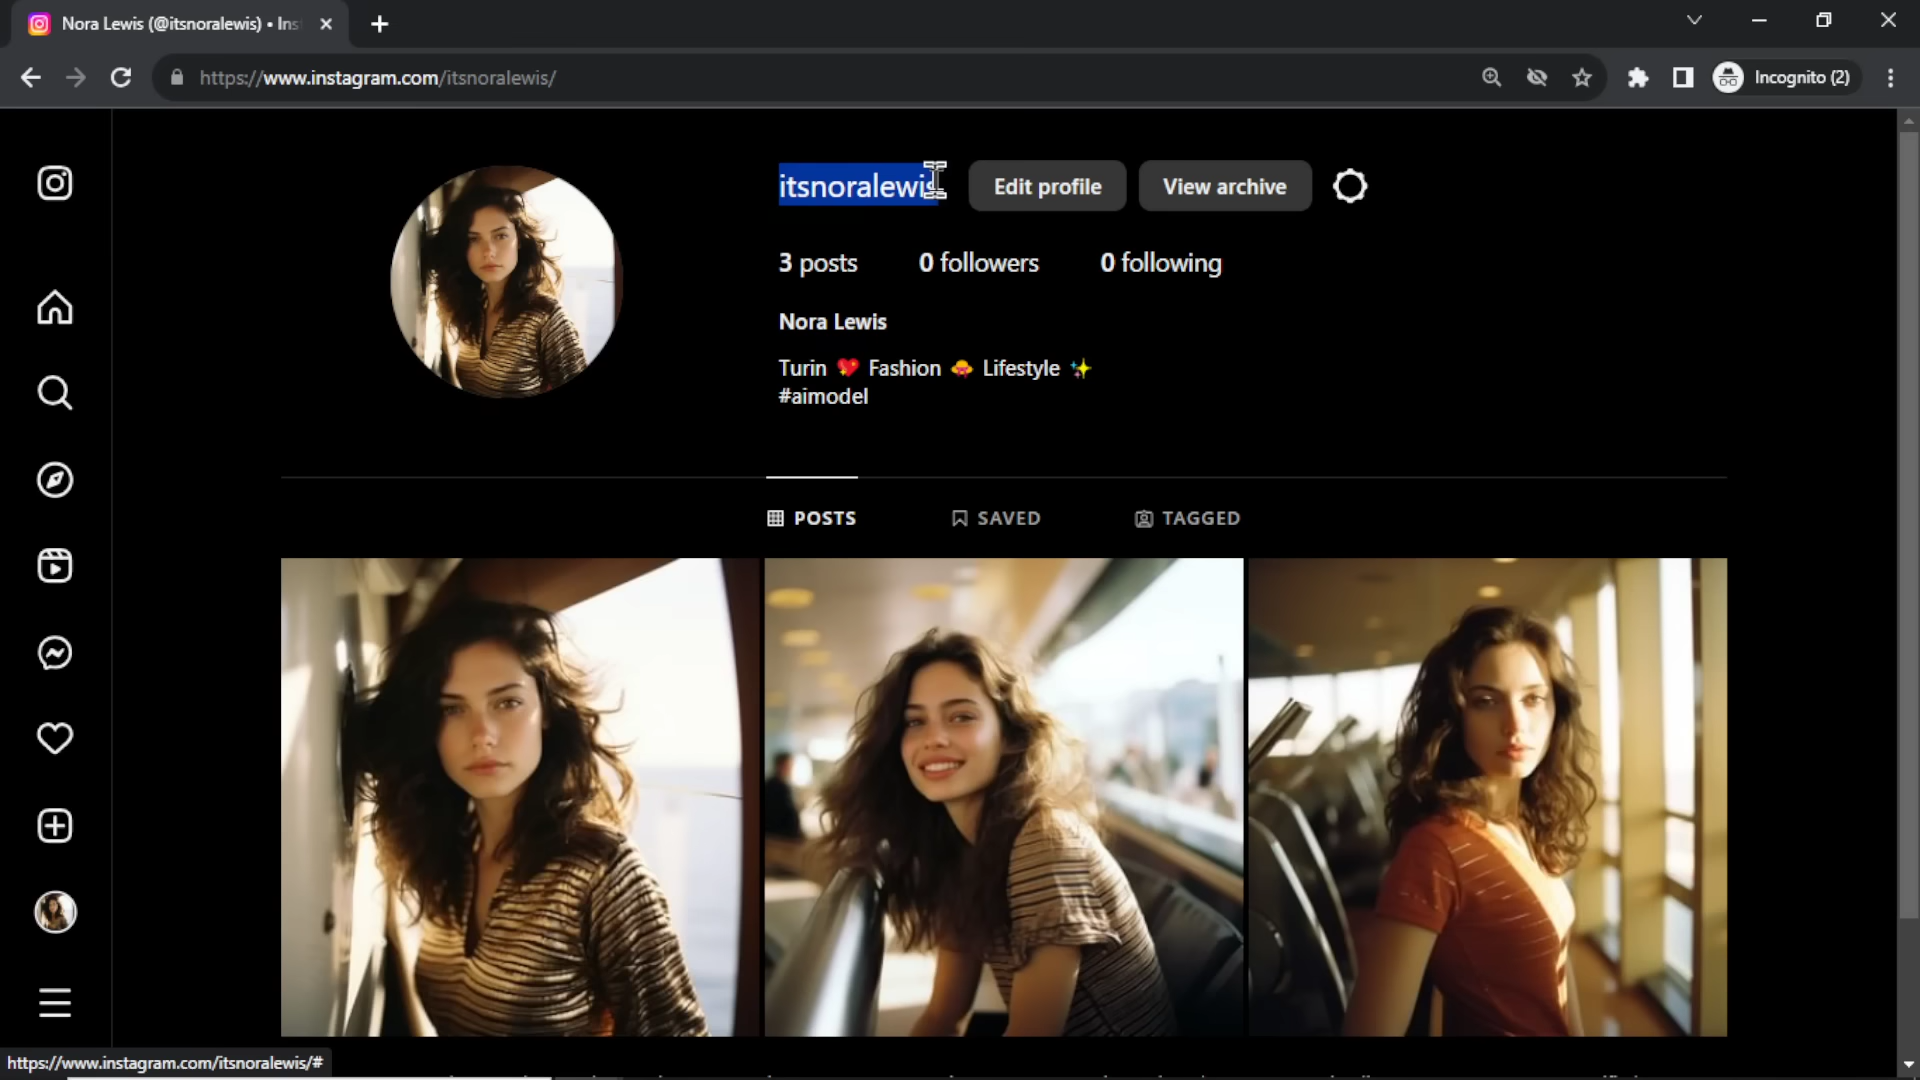 Nora Lewis (@itsnoralewis) • Ins
https://www.instagram.com/itsnoralewis/
Incognito (2)
itsnoralewis
Edit profile
View archive
3 posts
0 followers
0 following
Nora Lewis
Turin 💖 Fashion 👒 Lifestyle ✨
#aimodel
POSTS
SAVED
TAGGED
https://www.instagram.com/itsnoralewis/#